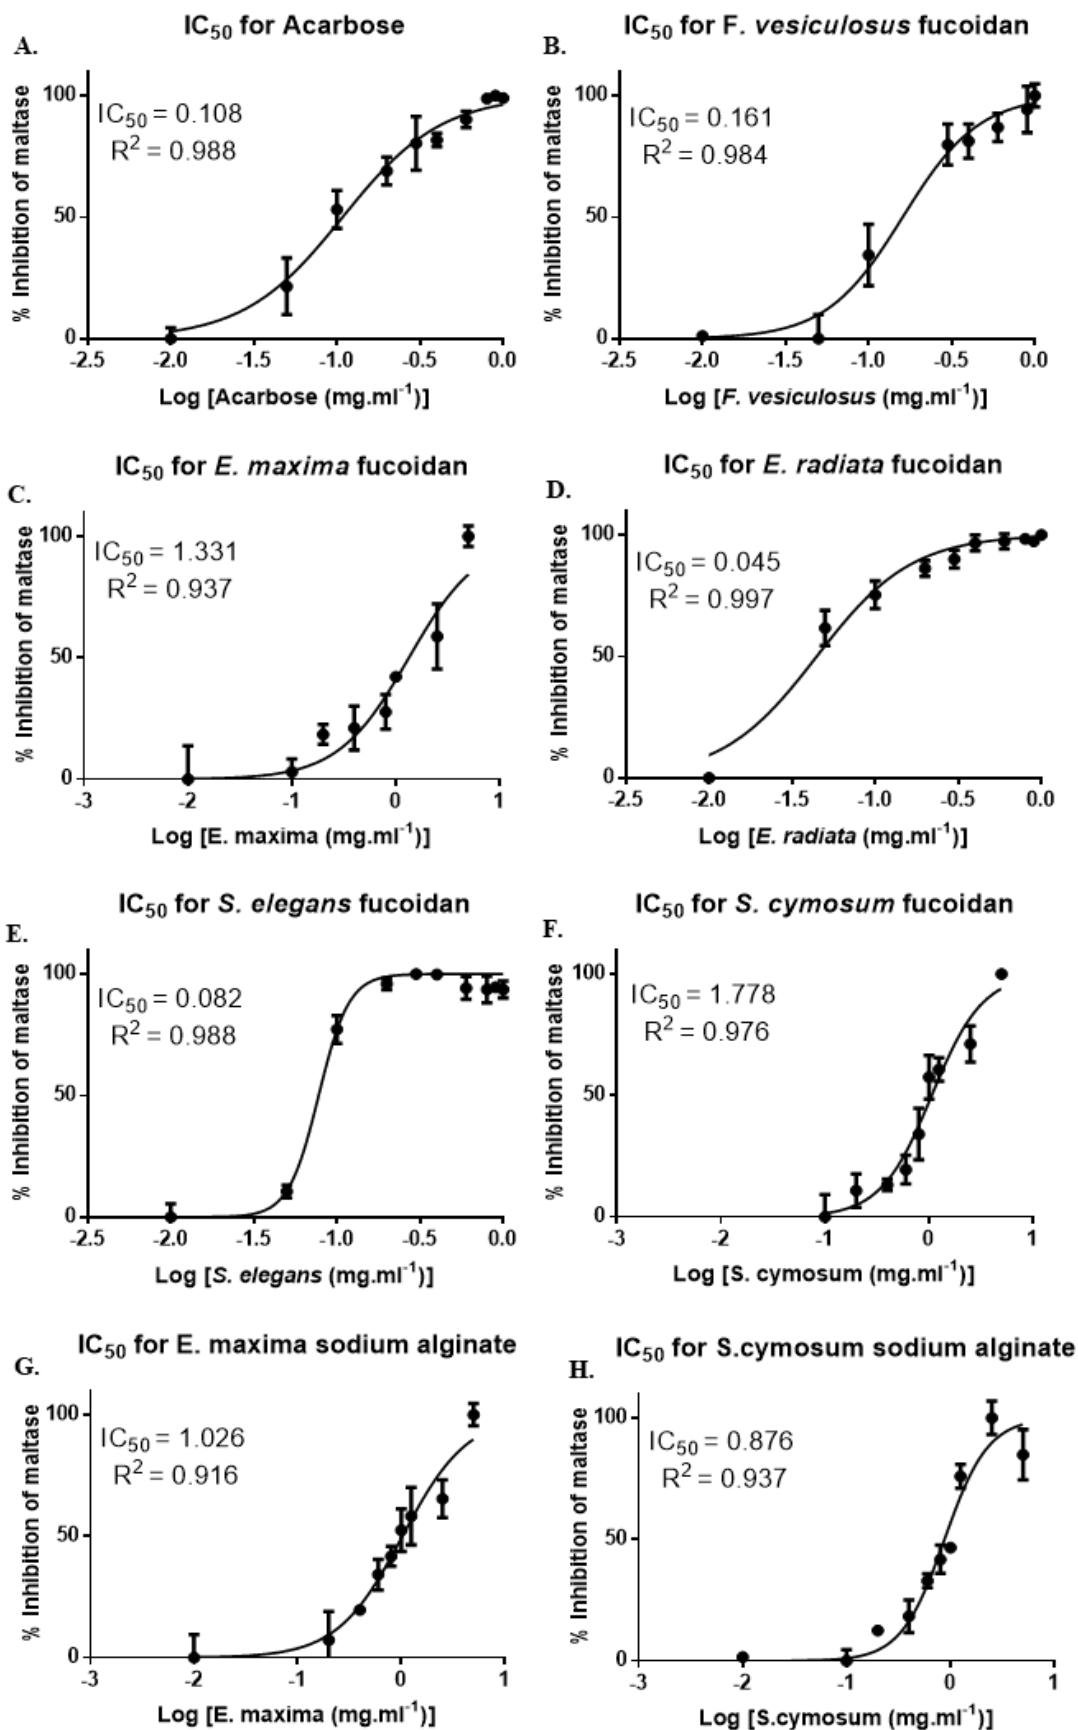 IC50 for Acarbose
A.
100
50
0
IC50 = 0.108
R2 = 0.988
% Inhibition of maltase
-2.5 -2.0 -1.5 -1.0 -0.5 0.0
Log [Acarbose (mg.ml-1)]
IC50 for F. vesiculosus fucoidan
B.
100
50
0
IC50 = 0.161
R2 = 0.984
% Inhibition of maltase
-2.5 -2.0 -1.5 -1.0 -0.5 0.0
Log [F. vesiculosus (mg.ml-1)]
IC50 for E. maxima fucoidan
C.
100
50
0
IC50 = 1.331
R2 = 0.937
% Inhibition of maltase
-3 -2 -1 0 1
Log [E. maxima (mg.ml-1)]
IC50 for E. radiata fucoidan
D.
100
50
0
IC50 = 0.045
R2 = 0.997
% Inhibition of maltase
-2.5 -2.0 -1.5 -1.0 -0.5 0.0
Log [E. radiata (mg.ml-1)]
IC50 for S. elegans fucoidan
E.
100
50
0
IC50 = 0.082
R2 = 0.988
% Inhibition of maltase
-2.5 -2.0 -1.5 -1.0 -0.5 0.0
Log [S. elegans (mg.ml-1)]
IC50 for S. cymosum fucoidan
F.
100
50
0
IC50 = 1.778
R2 = 0.976
% Inhibition of maltase
-3 -2 -1 0 1
Log [S. cymosum (mg.ml-1)]
IC50 for E. maxima sodium alginate
G.
100
50
0
IC50 = 1.026
R2 = 0.916
% Inhibition of maltase
-3 -2 -1 0 1
Log [E. maxima (mg.ml-1)]
IC50 for S.cymosum sodium alginate
H.
100
50
0
IC50 = 0.876
R2 = 0.937
% Inhibition of maltase
-3 -2 -1 0 1
Log [S.cymosum (mg.ml-1)]